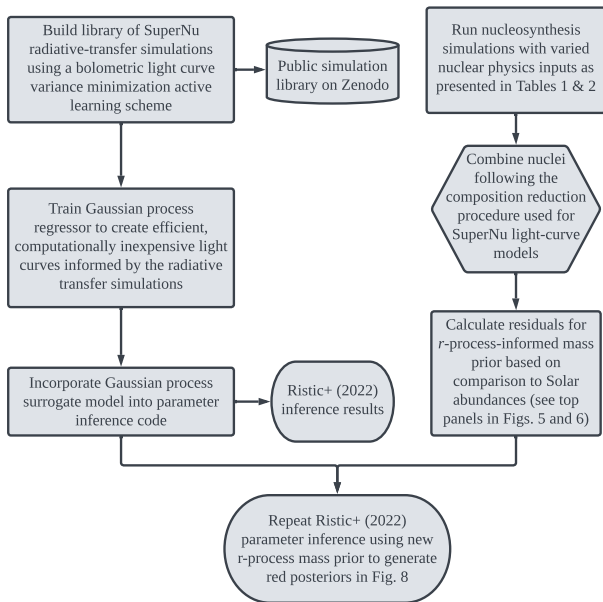 Build library of SuperNu
radiative-transfer simulations
using a bolometric light curve
variance minimization active
learning scheme
Public simulation
library on Zenodo
Run nucleosynthesis
simulations with varied
nuclear physics inputs as
presented in Tables 1 & 2
Train Gaussian process
regressor to create efficient,
computationally inexpensive light
curves informed by the radiative
transfer simulations
Combine nuclei
following the
composition reduction
procedure used for
SuperNu light-curve
models
Incorporate Gaussian process
surrogate model into parameter
inference code
Ristic+ (2022)
inference results
Calculate residuals for
r-process-informed mass
prior based on
comparison to Solar
abundances (see top
panels in Figs. 5 and 6)
Repeat Ristic+ (2022)
parameter inference using new
r-process mass prior to generate
red posteriors in Fig. 8